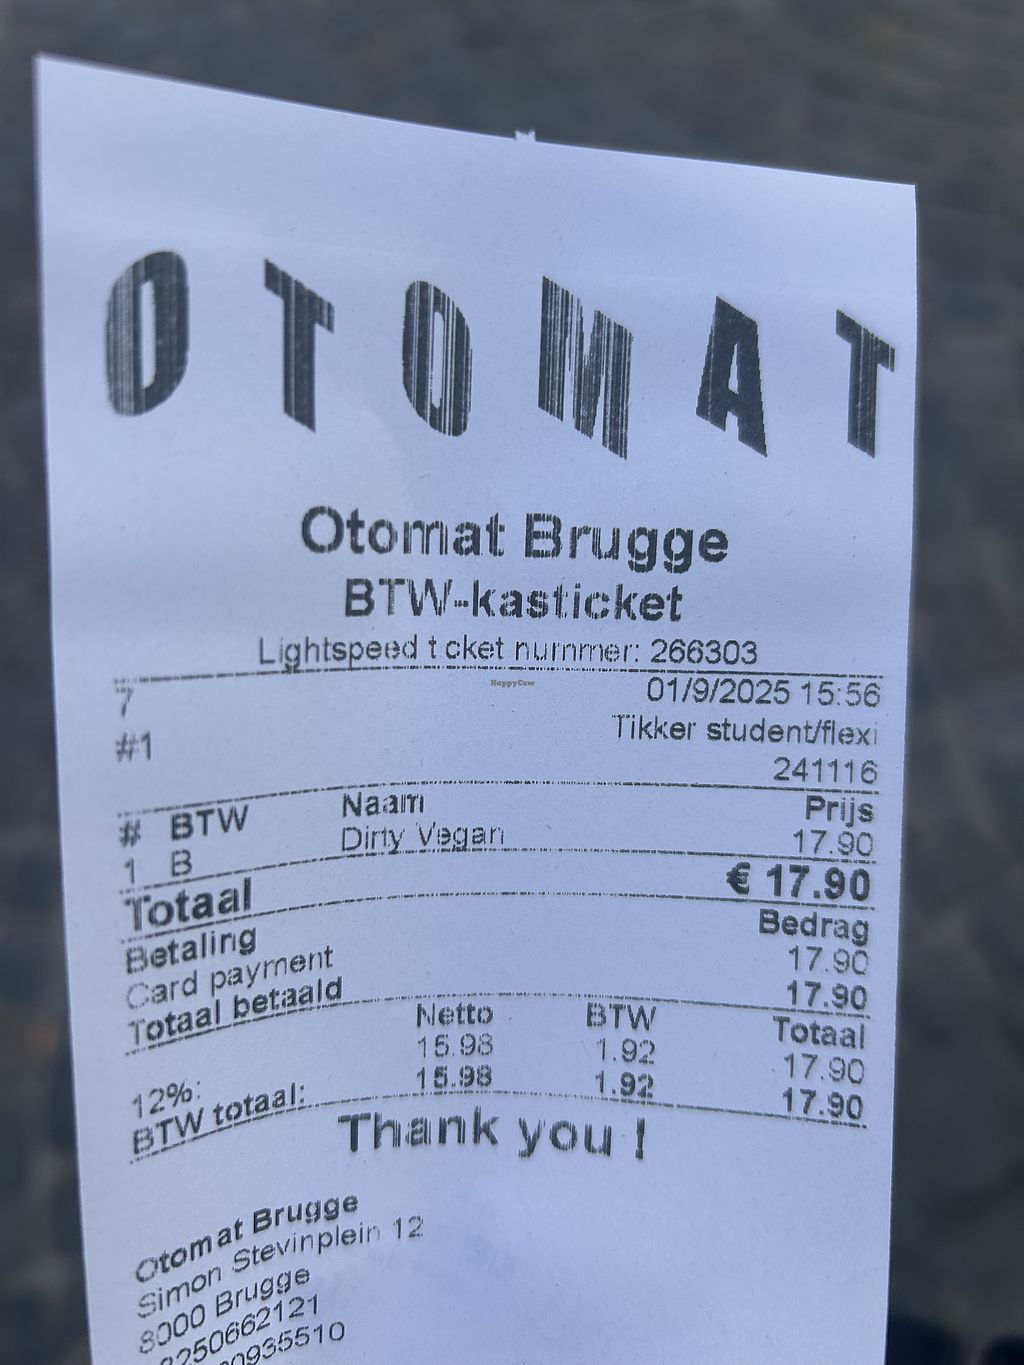 OTOMAT
Otomat Brugge
BTW-kasticket
Lightspeed ticket nummer: 266303
7 01/9/2025 15:56
#1 Tikker student/flexi
241116
# BTW Naam Prijs
1 B Dirty Vegan 17.90
Totaal € 17.90
Betaling Bedrag
Card payment 17.90
Totaal betaald 17.90
Netto BTW Totaal
12%: 15.98 1.92 17.90
BTW totaal: 15.98 1.92 17.90
Thank you !
Otomat Brugge
Simon Stevinplein 12
8000 Brugge
HappyCow